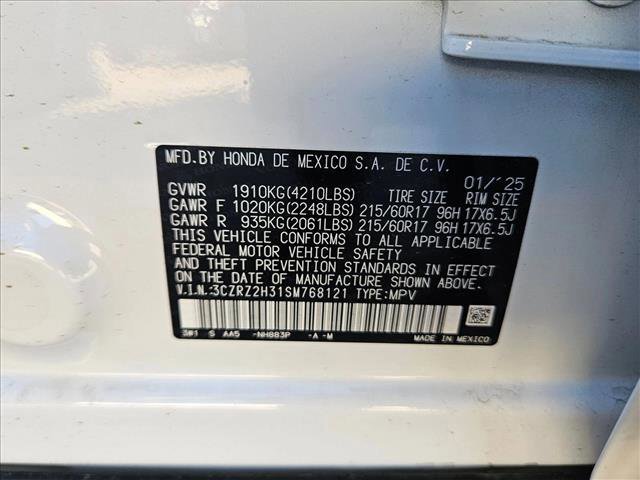 MFD.BY HONDA DE MEXICO S.A. DE C.V.
01/'25
GVWR 1910KG(4210LBS) TIRE SIZE RIM SIZE
GAWR F 1020KG(2248LBS) 215/60R17 96H 17X6.5J
GAWR R 935KG(2061LBS) 215/60R17 96H 17X6.5J
THIS VEHICLE CONFORMS TO ALL APPLICABLE
FEDERAL MOTOR VEHICLE SAFETY
AND THEFT PREVENTION STANDARDS IN EFFECT
ON THE DATE OF MANUFACTURE SHOWN ABOVE.
V.I.N.:3CZRZ2H31SM768121 TYPE:MPV
3#1 S AA5 -NH883P -A -M
MADE IN MEXICO